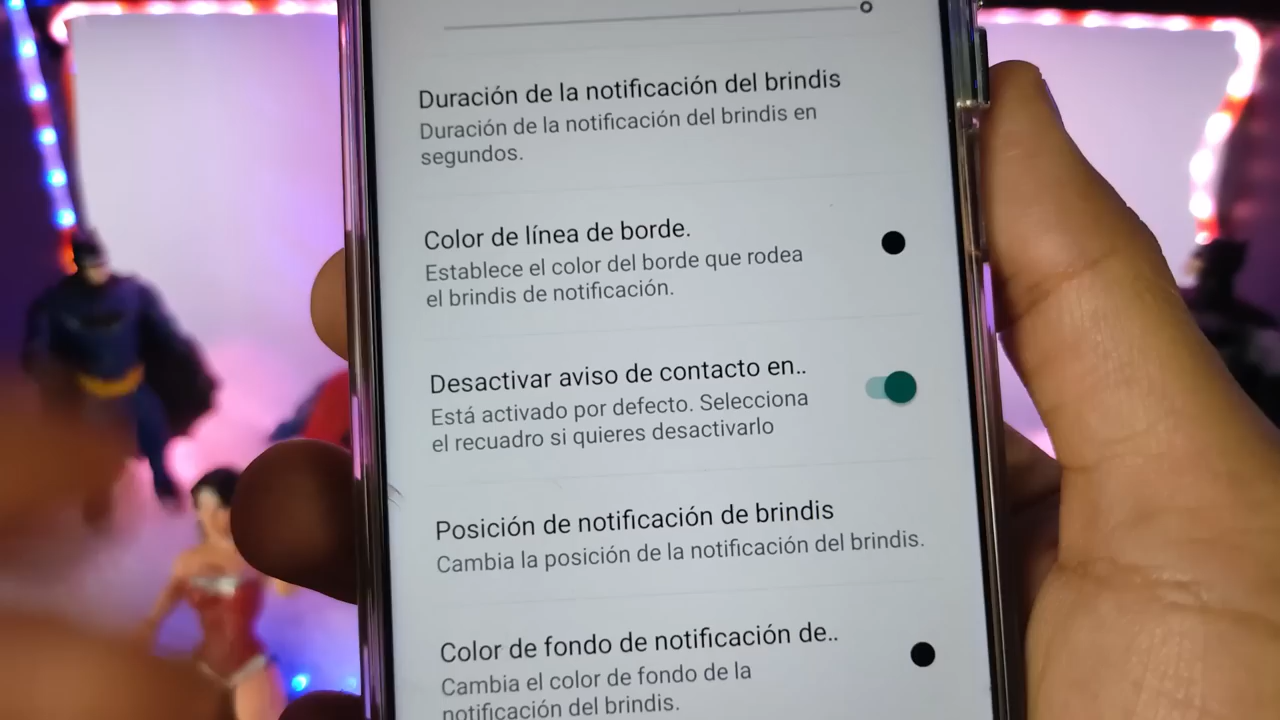 Duración de la notificación del brindis
Duración de la notificación del brindis en
segundos.
Color de línea de borde.
Establece el color del borde que rodea
el brindis de notificación.
Desactivar aviso de contacto en..
Está activado por defecto. Selecciona
el recuadro si quieres desactivarlo
Posición de notificación de brindis
Cambia la posición de la notificación del brindis.
Color de fondo de notificación de..
Cambia el color de fondo de la
notificación del brindis.